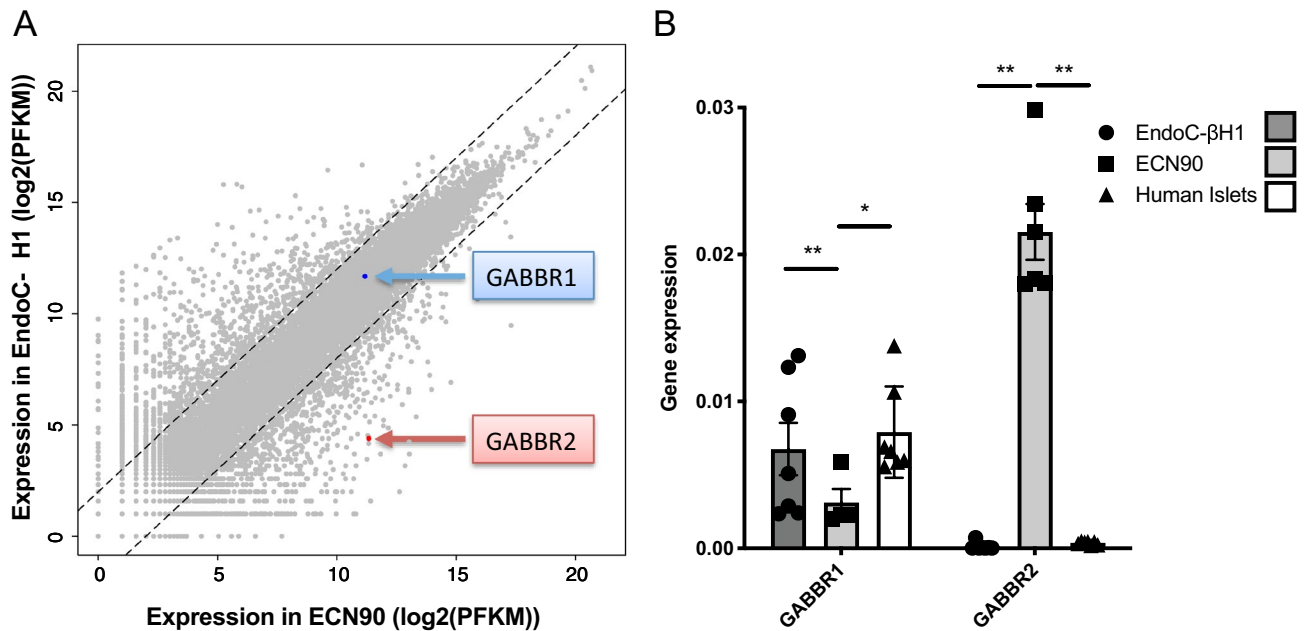 A
Expression in EndoC- H1 (log2(PFKM))
20
15
10
5
0
GABBR1
GABBR2
0 5 10 15 20
Expression in ECN90 (log2(PFKM))
B
** **
* 
**
0.03
0.02
0.01
0.00
Gene expression
EndoC-βH1
ECN90
Human Islets
GABBR1
GABBR2